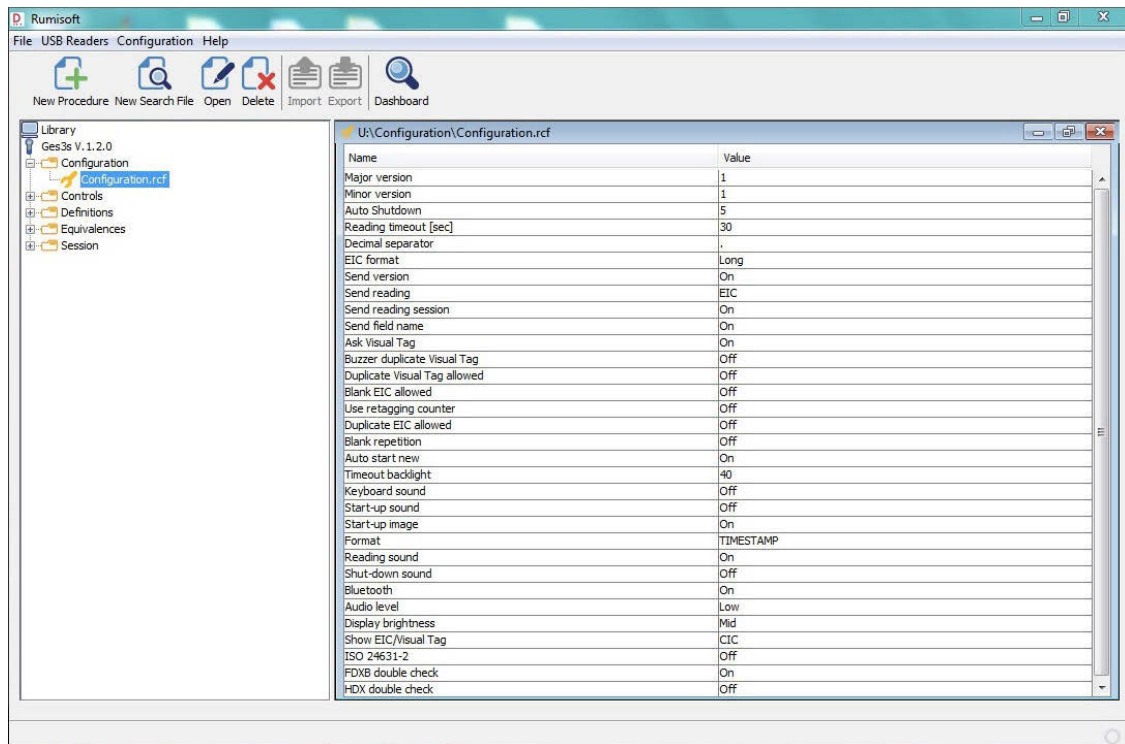 Rumisoft
File USB Readers Configuration Help
New Procedure New Search File Open Delete Import Export Dashboard
Library
Ges3s V.1.2.0
Configuration
Configuration.rcf
Controls
Definitions
Equivalences
Session
U:\Configuration\Configuration.rcf
Name Value
Major version 1
Minor version 1
Auto Shutdown 5
Reading timeout [sec] 30
Decimal separator .
EIC format Long
Send version On
Send reading EIC
Send reading session On
Send field name On
Ask Visual Tag On
Buzzer duplicate Visual Tag Off
Duplicate Visual Tag allowed Off
Blank EIC allowed Off
Use retagging counter Off
Duplicate EIC allowed Off
Blank repetition Off
Auto start new On
Timeout backlight 40
Keyboard sound Off
Start-up sound Off
Start-up image On
Format TIMESTAMP
Reading sound On
Shut-down sound Off
Bluetooth On
Audio level Low
Display brightness Mid
Show EIC/Visual Tag CIC
ISO 24631-2 Off
FDXB double check On
HDX double check Off